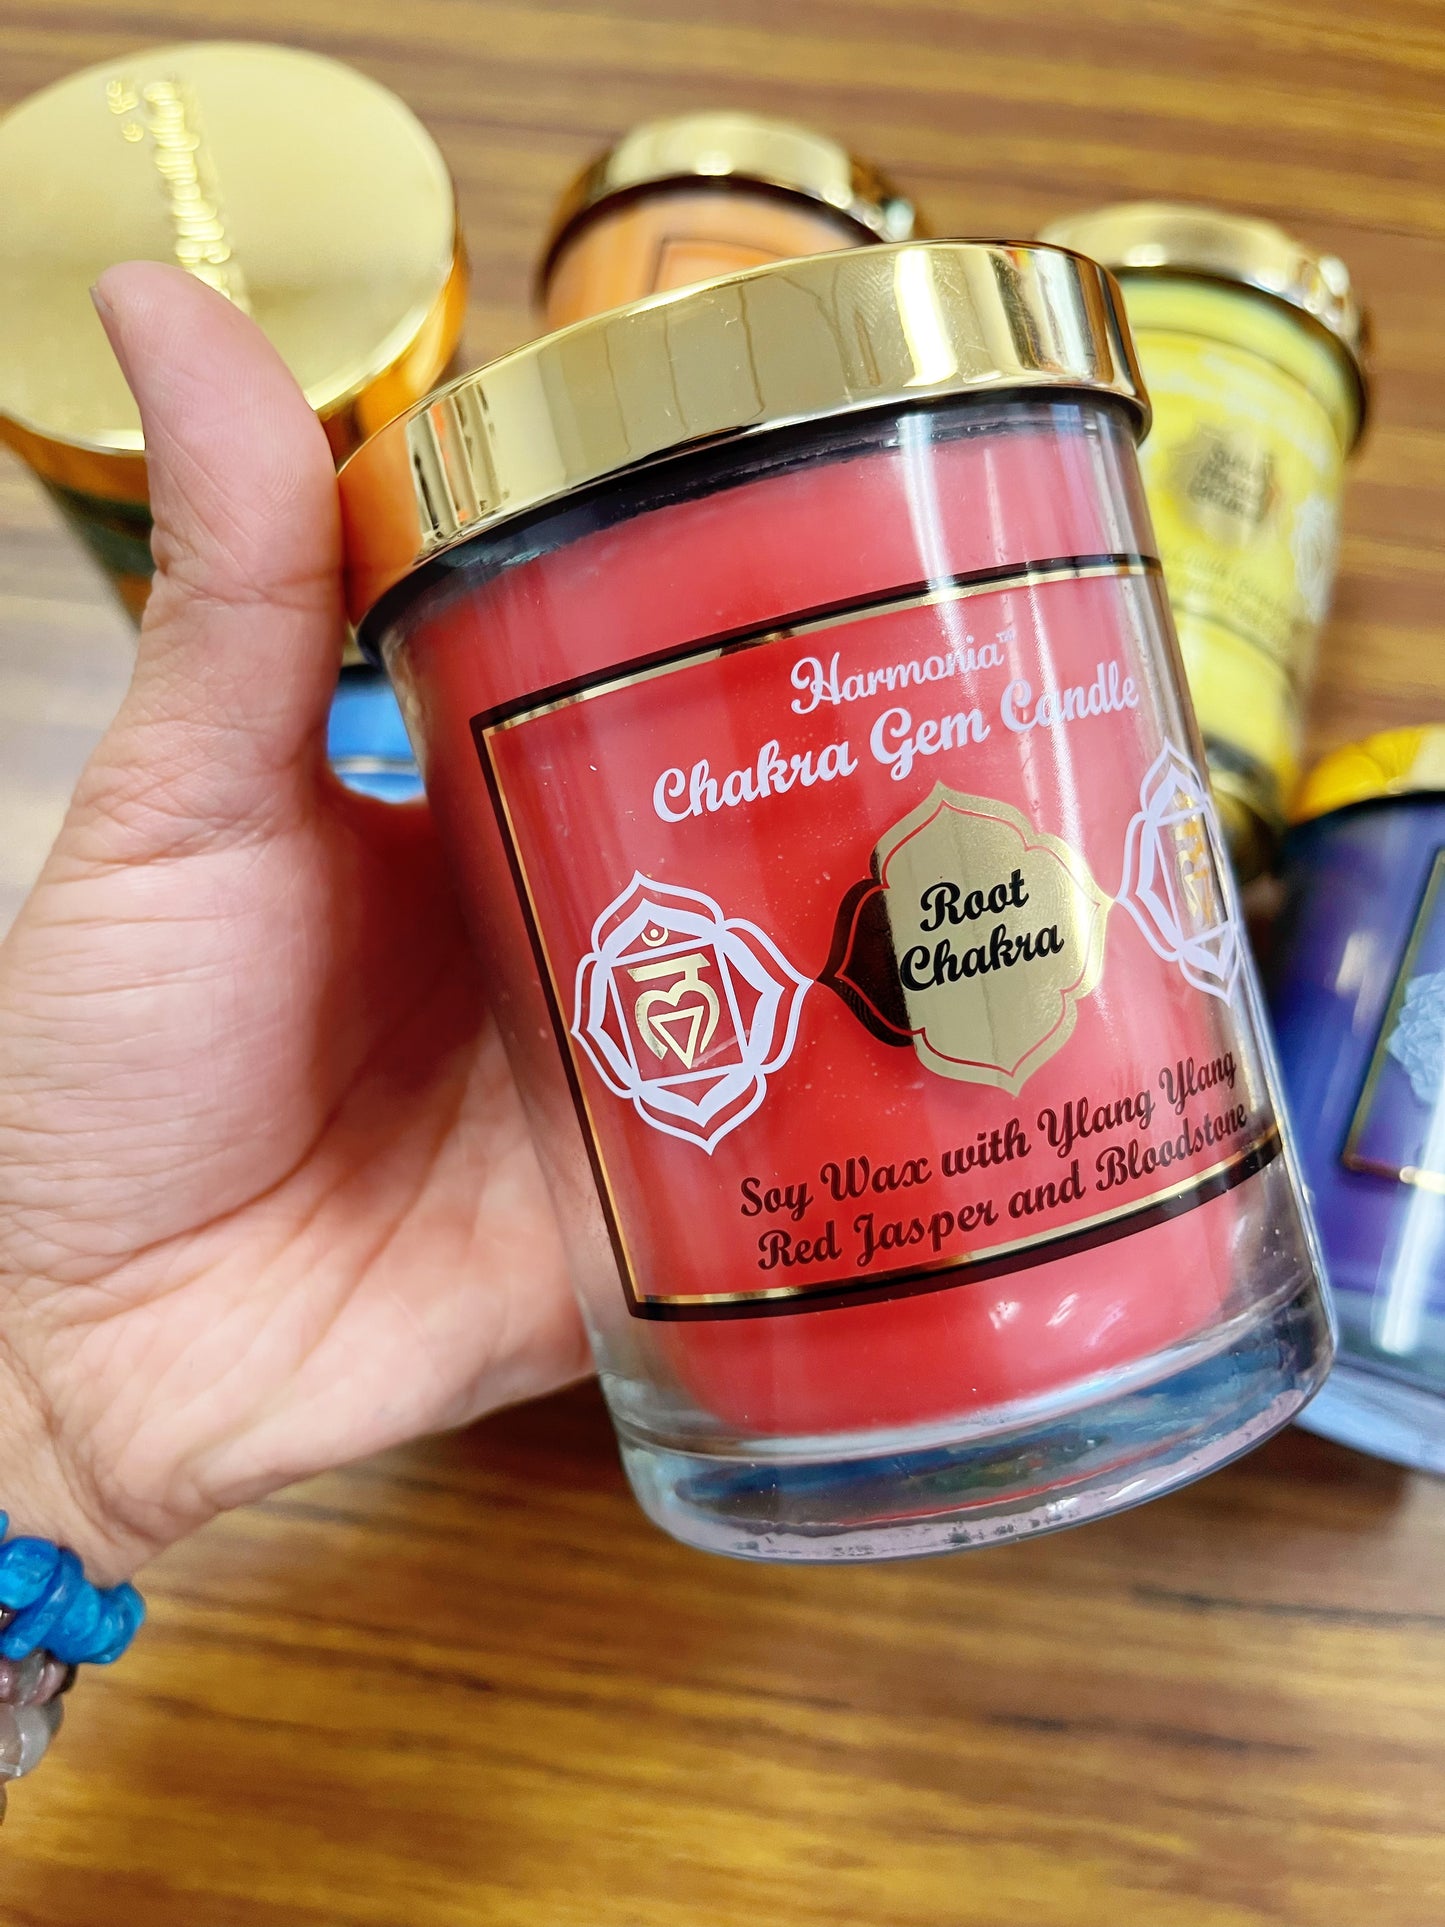 Harmonia™
Chakra Gem Candle
Root
Chakra
लं
Soy Wax with Ylang Ylang
Red Jasper and Bloodstone